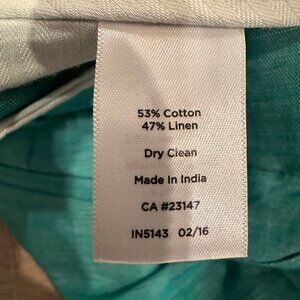 53% Cotton
47% Linen
Dry Clean
Made In India
CA #23147
IN5143 02/16